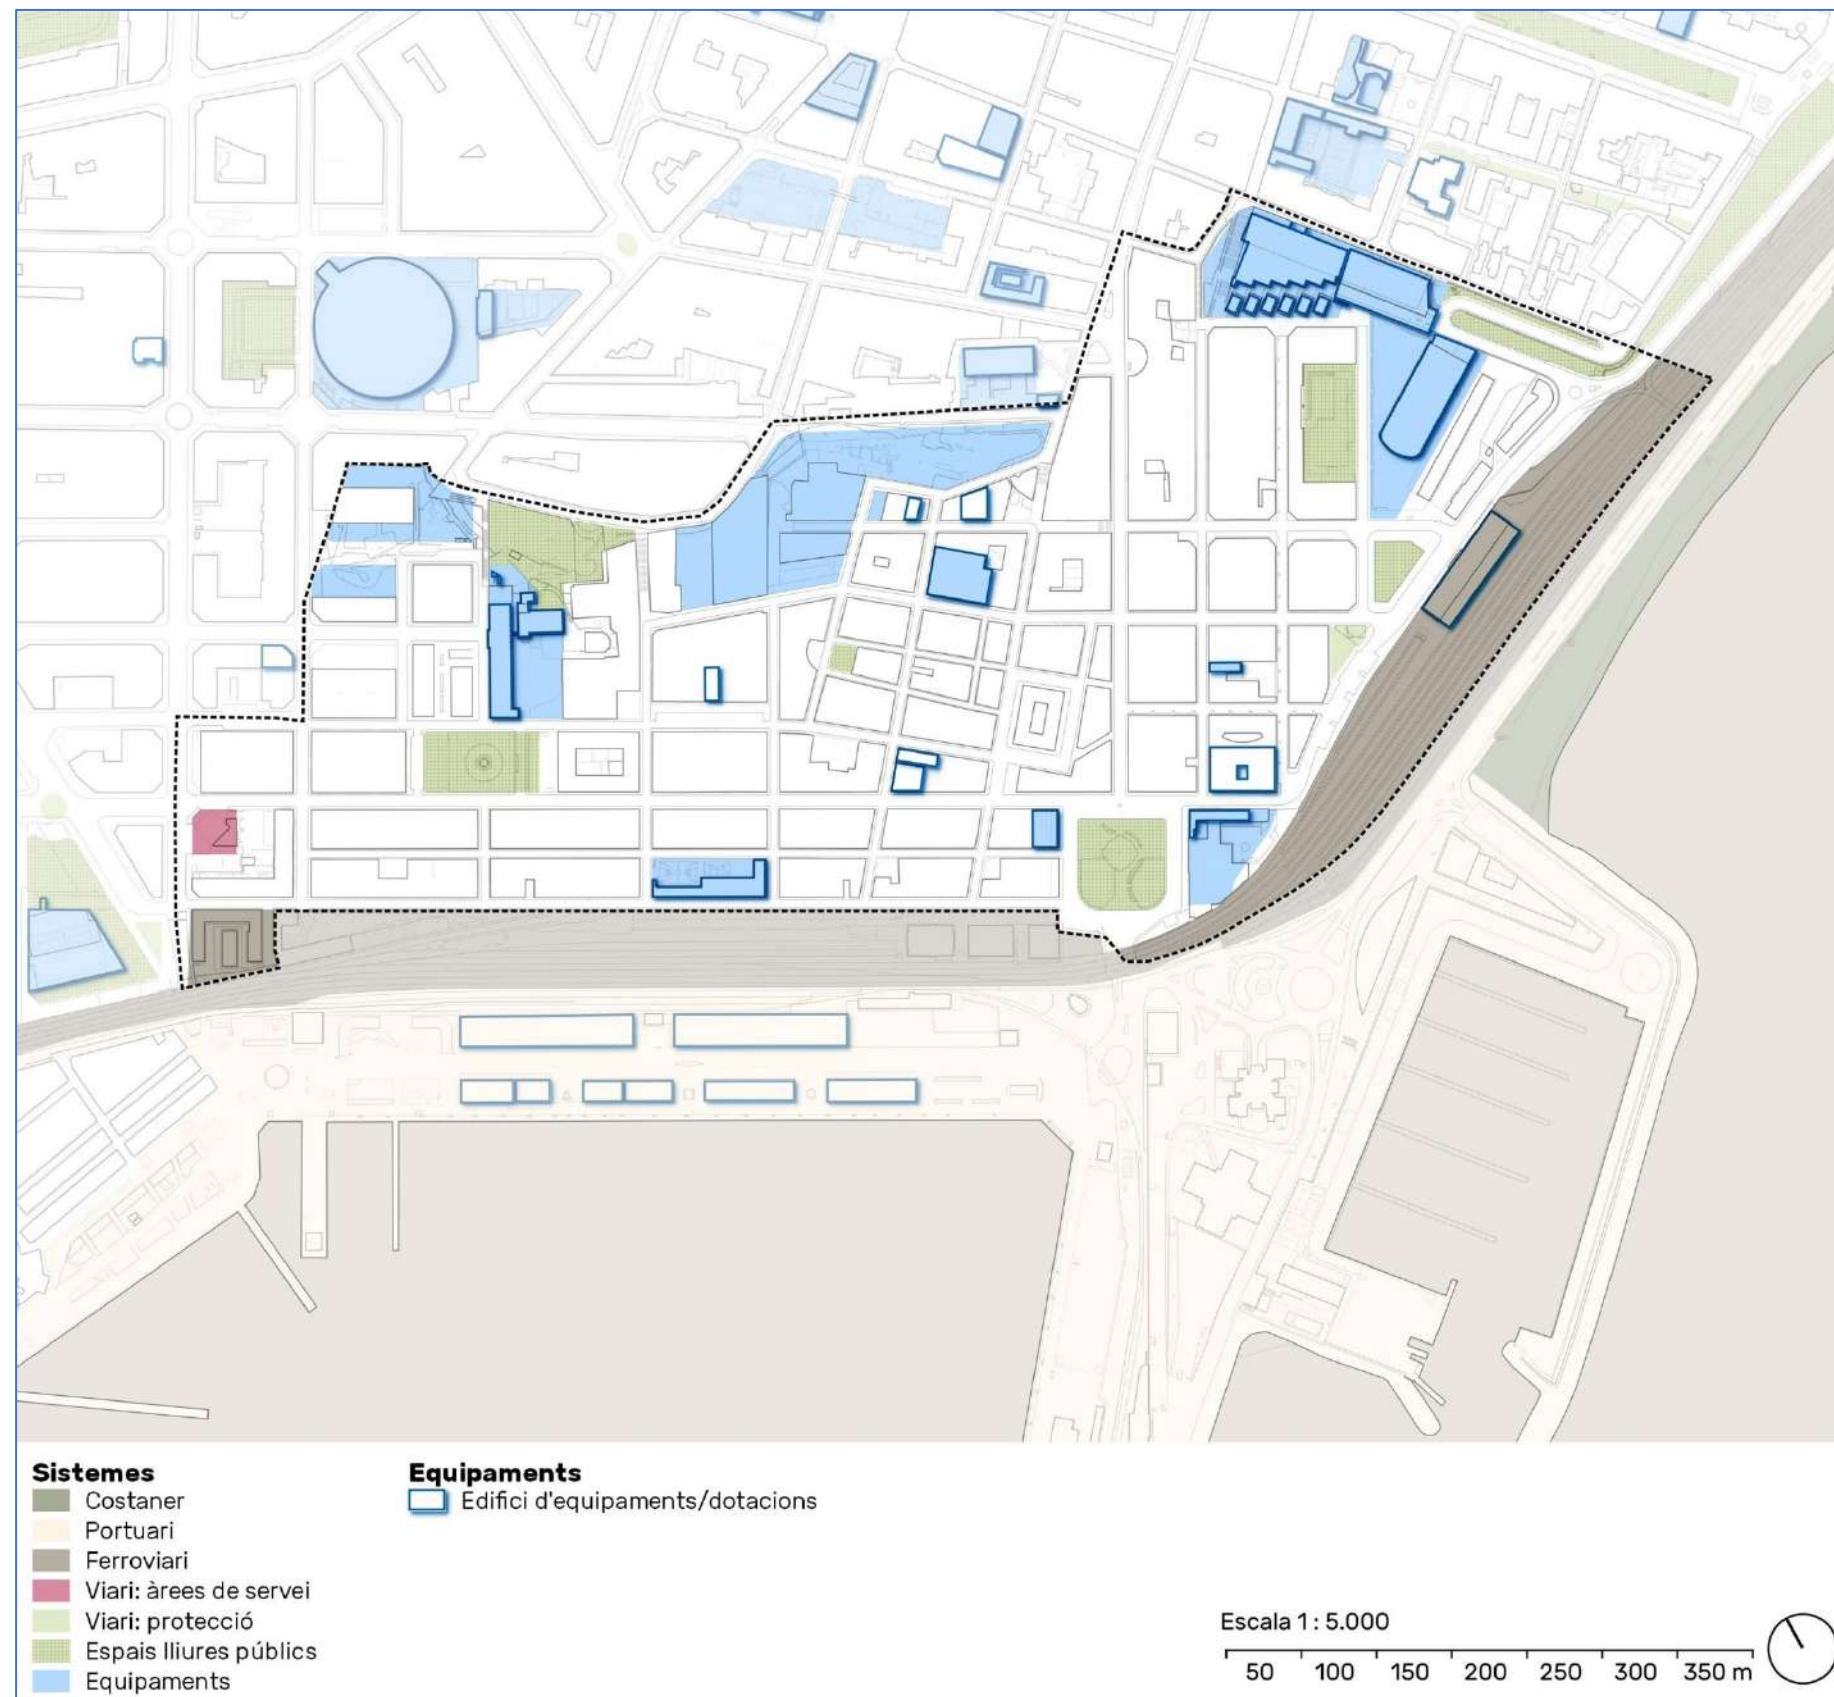 Sistemes
Costaner
Portuari
Ferroviari
Viari: àrees de servei
Viari: protecció
Espais lliures públics
Equipaments
Equipaments
Edifici d'equipaments/dotacions
Escala 1 : 5.000
50 100 150 200 250 300 350 m